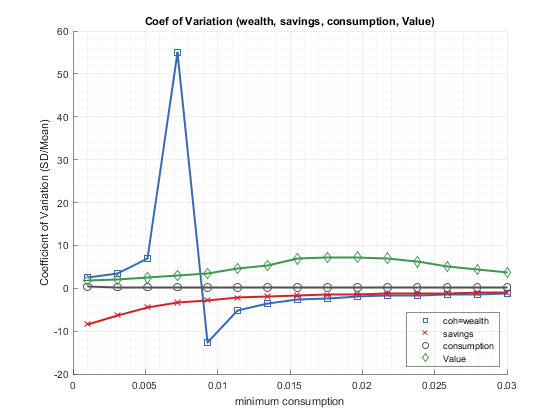 Coef of Variation (wealth, savings, consumption, Value)
60
50
40
30
20
10
0
-10
-20
Coefficient of Variation (SD/Mean)
0
0.005
0.01
0.015
0.02
0.025
0.03
minimum consumption
coh=wealth
savings
consumption
Value